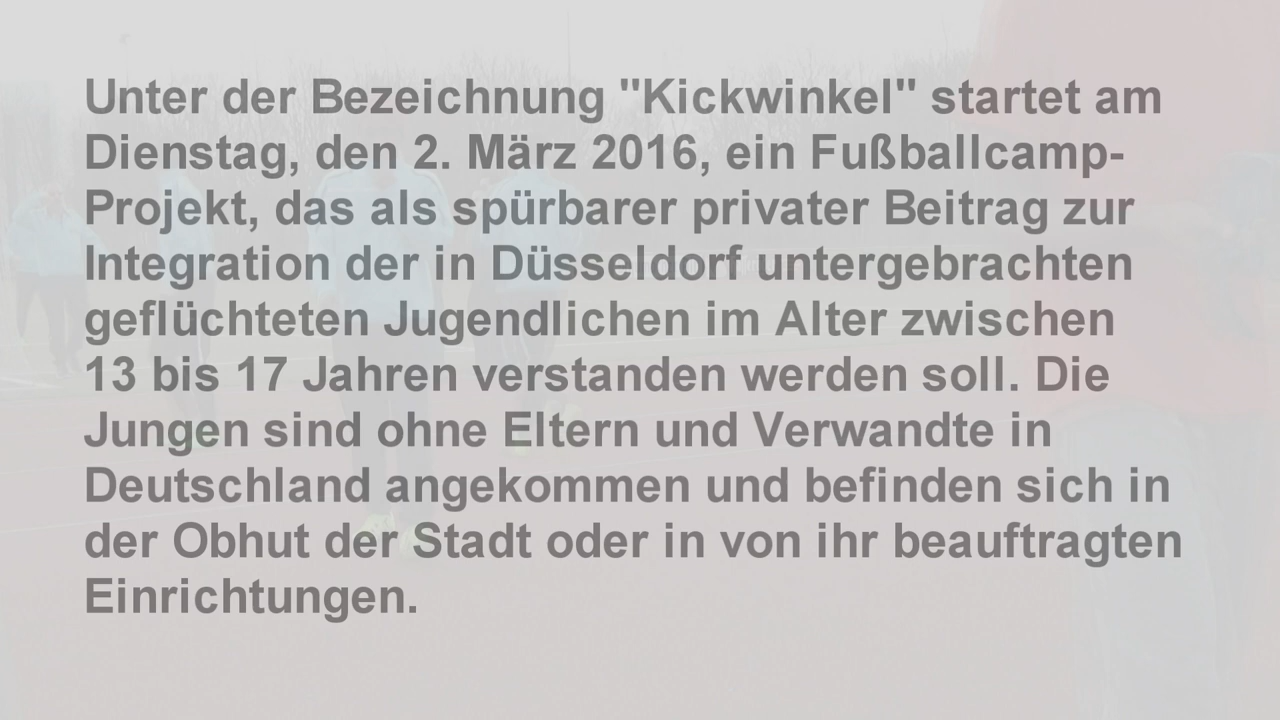 Unter der Bezeichnung "Kickwinkel" startet am
Dienstag, den 2. März 2016, ein Fußballcamp-
Projekt, das als spürbarer privater Beitrag zur
Integration der in Düsseldorf untergebrachten
geflüchteten Jugendlichen im Alter zwischen
13 bis 17 Jahren verstanden werden soll. Die
Jungen sind ohne Eltern und Verwandte in
Deutschland angekommen und befinden sich in
der Obhut der Stadt oder in von ihr beauftragten
Einrichtungen.